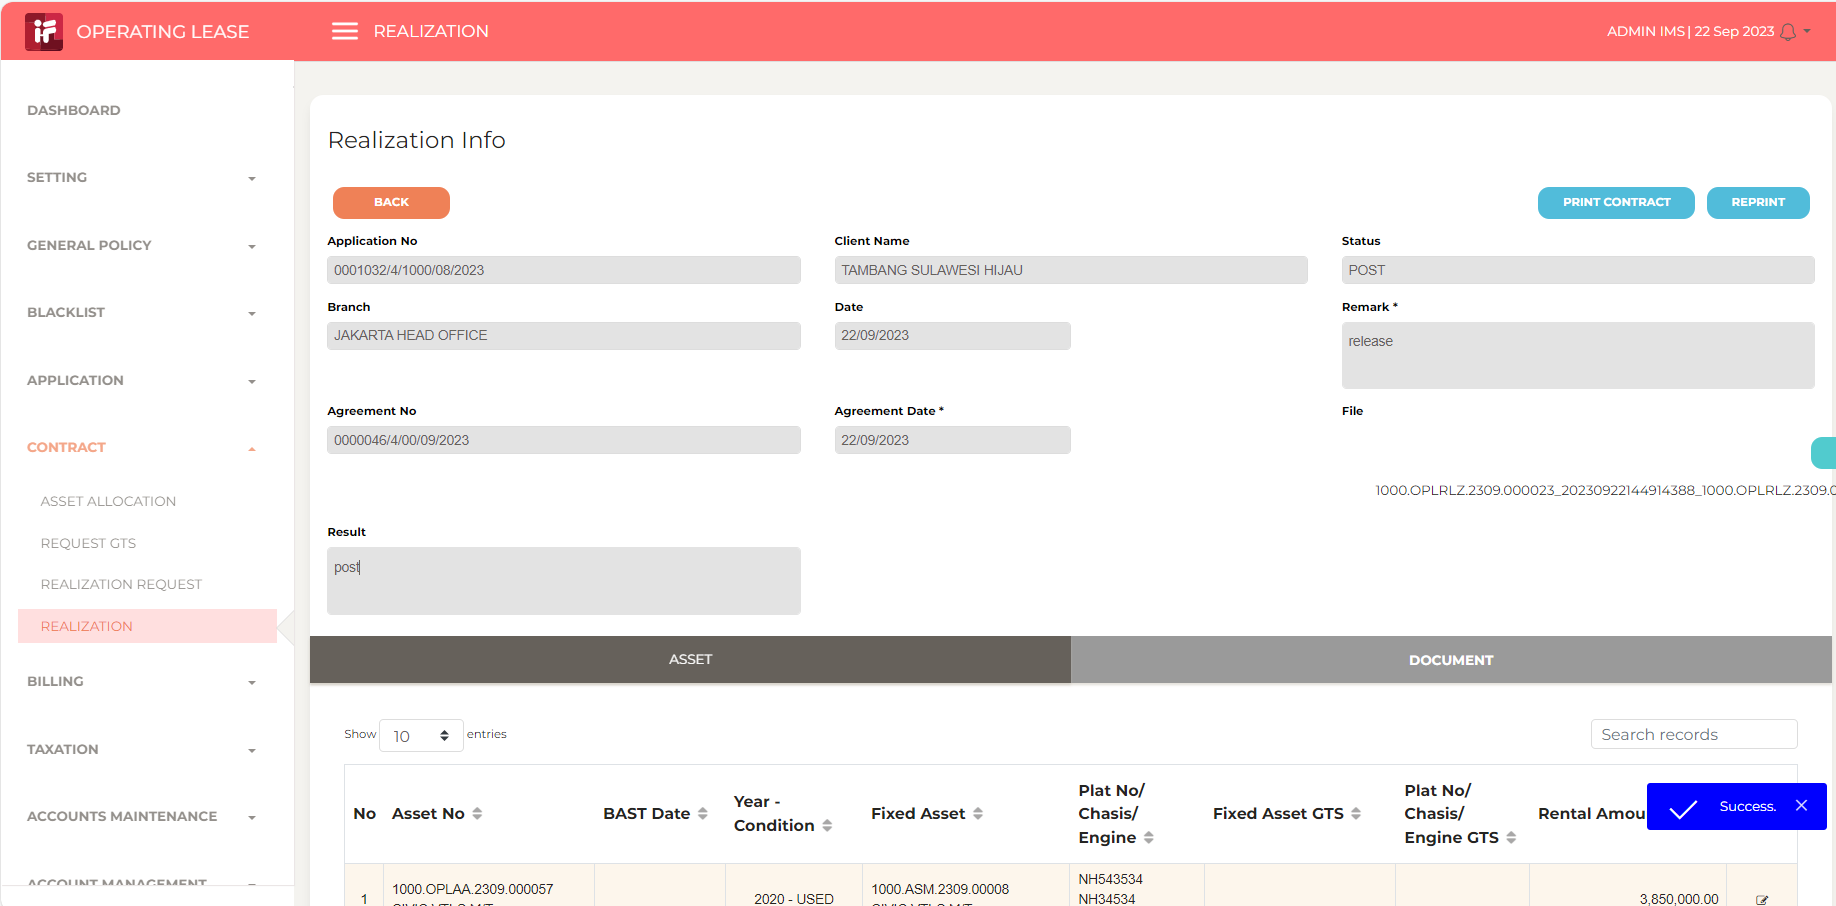 iF OPERATING LEASE
REALIZATION
ADMIN IMS | 22 Sep 2023
DASHBOARD
SETTING
GENERAL POLICY
BLACKLIST
APPLICATION
CONTRACT
ASSET ALLOCATION
REQUEST GTS
REALIZATION REQUEST
REALIZATION
BILLING
TAXATION
ACCOUNTS MAINTENANCE
ACCOUNT MANAGEMENT
Realization Info
BACK
PRINT CONTRACT
REPRINT
Application No
0001032/4/1000/08/2023
Client Name
TAMBANG SULAWESI HIJAU
Status
POST
Branch
JAKARTA HEAD OFFICE
Date
22/09/2023
Remark *
release
Agreement No
0000046/4/00/09/2023
Agreement Date *
22/09/2023
File
1000.OPLRLZ.2309.000023_20230922144914388_1000.OPLRLZ.2309.0
Result
post
ASSET
DOCUMENT
Show 10 entries
Search records
No
Asset No
BAST Date
Year -
Condition
Fixed Asset
Plat No/
Chasis/
Engine
Fixed Asset GTS
Plat No/
Chasis/
Engine GTS
Rental Amou
Success.
1
1000.OPLAA.2309.000057
2020 - USED
1000.ASM.2309.00008
NH543534
NH34534
3,850,000.00